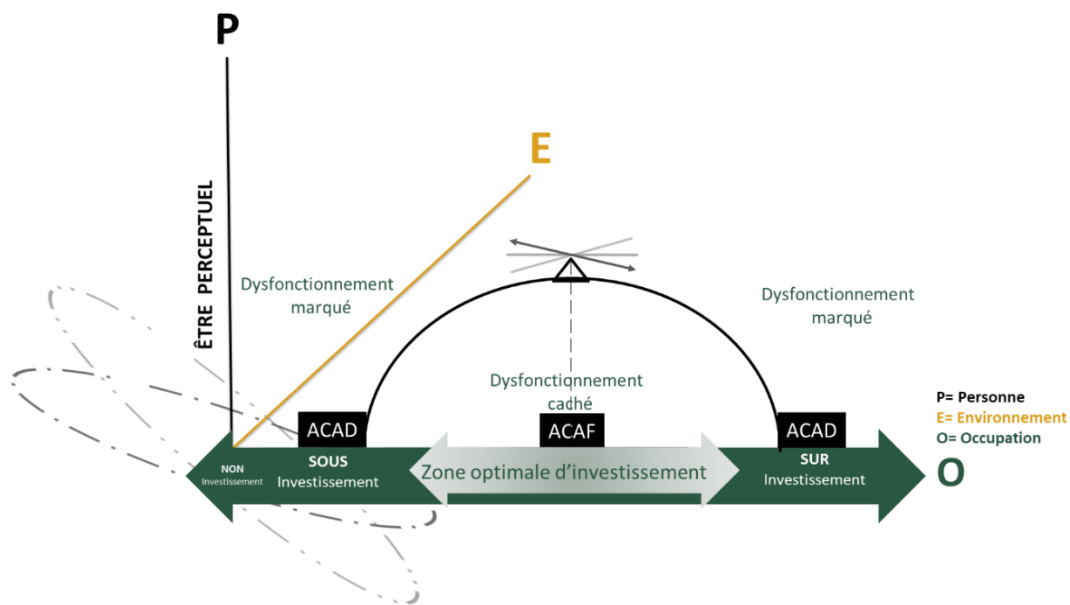 P
E
ÊTRE PERCEPTUEL
Dysfonctionnement
marqué
Dysfonctionnement
marqué
Dysfonctionnement
caché
ACAD
ACAF
ACAD
NON
Investissement
SOUS
Investissement
Zone optimale d'investissement
SUR
Investissement
P= Personne
E= Environnement
O= Occupation
O